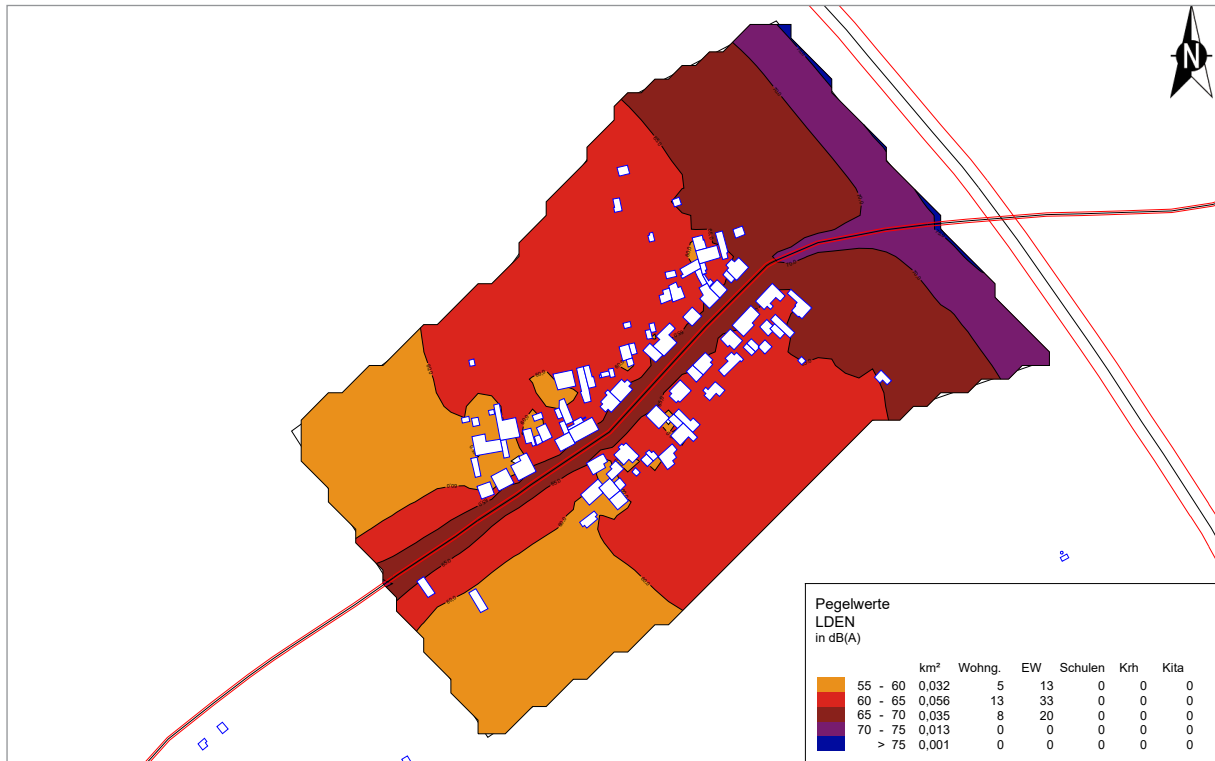 N
Pegelwerte
LDEN
in dB(A)
km² Wohng. EW Schulen Krh Kita
55 - 60 0,032 5 13 0 0 0
60 - 65 0,056 13 33 0 0 0
65 - 70 0,035 8 20 0 0 0
70 - 75 0,013 0 0 0 0 0
> 75 0,001 0 0 0 0 0